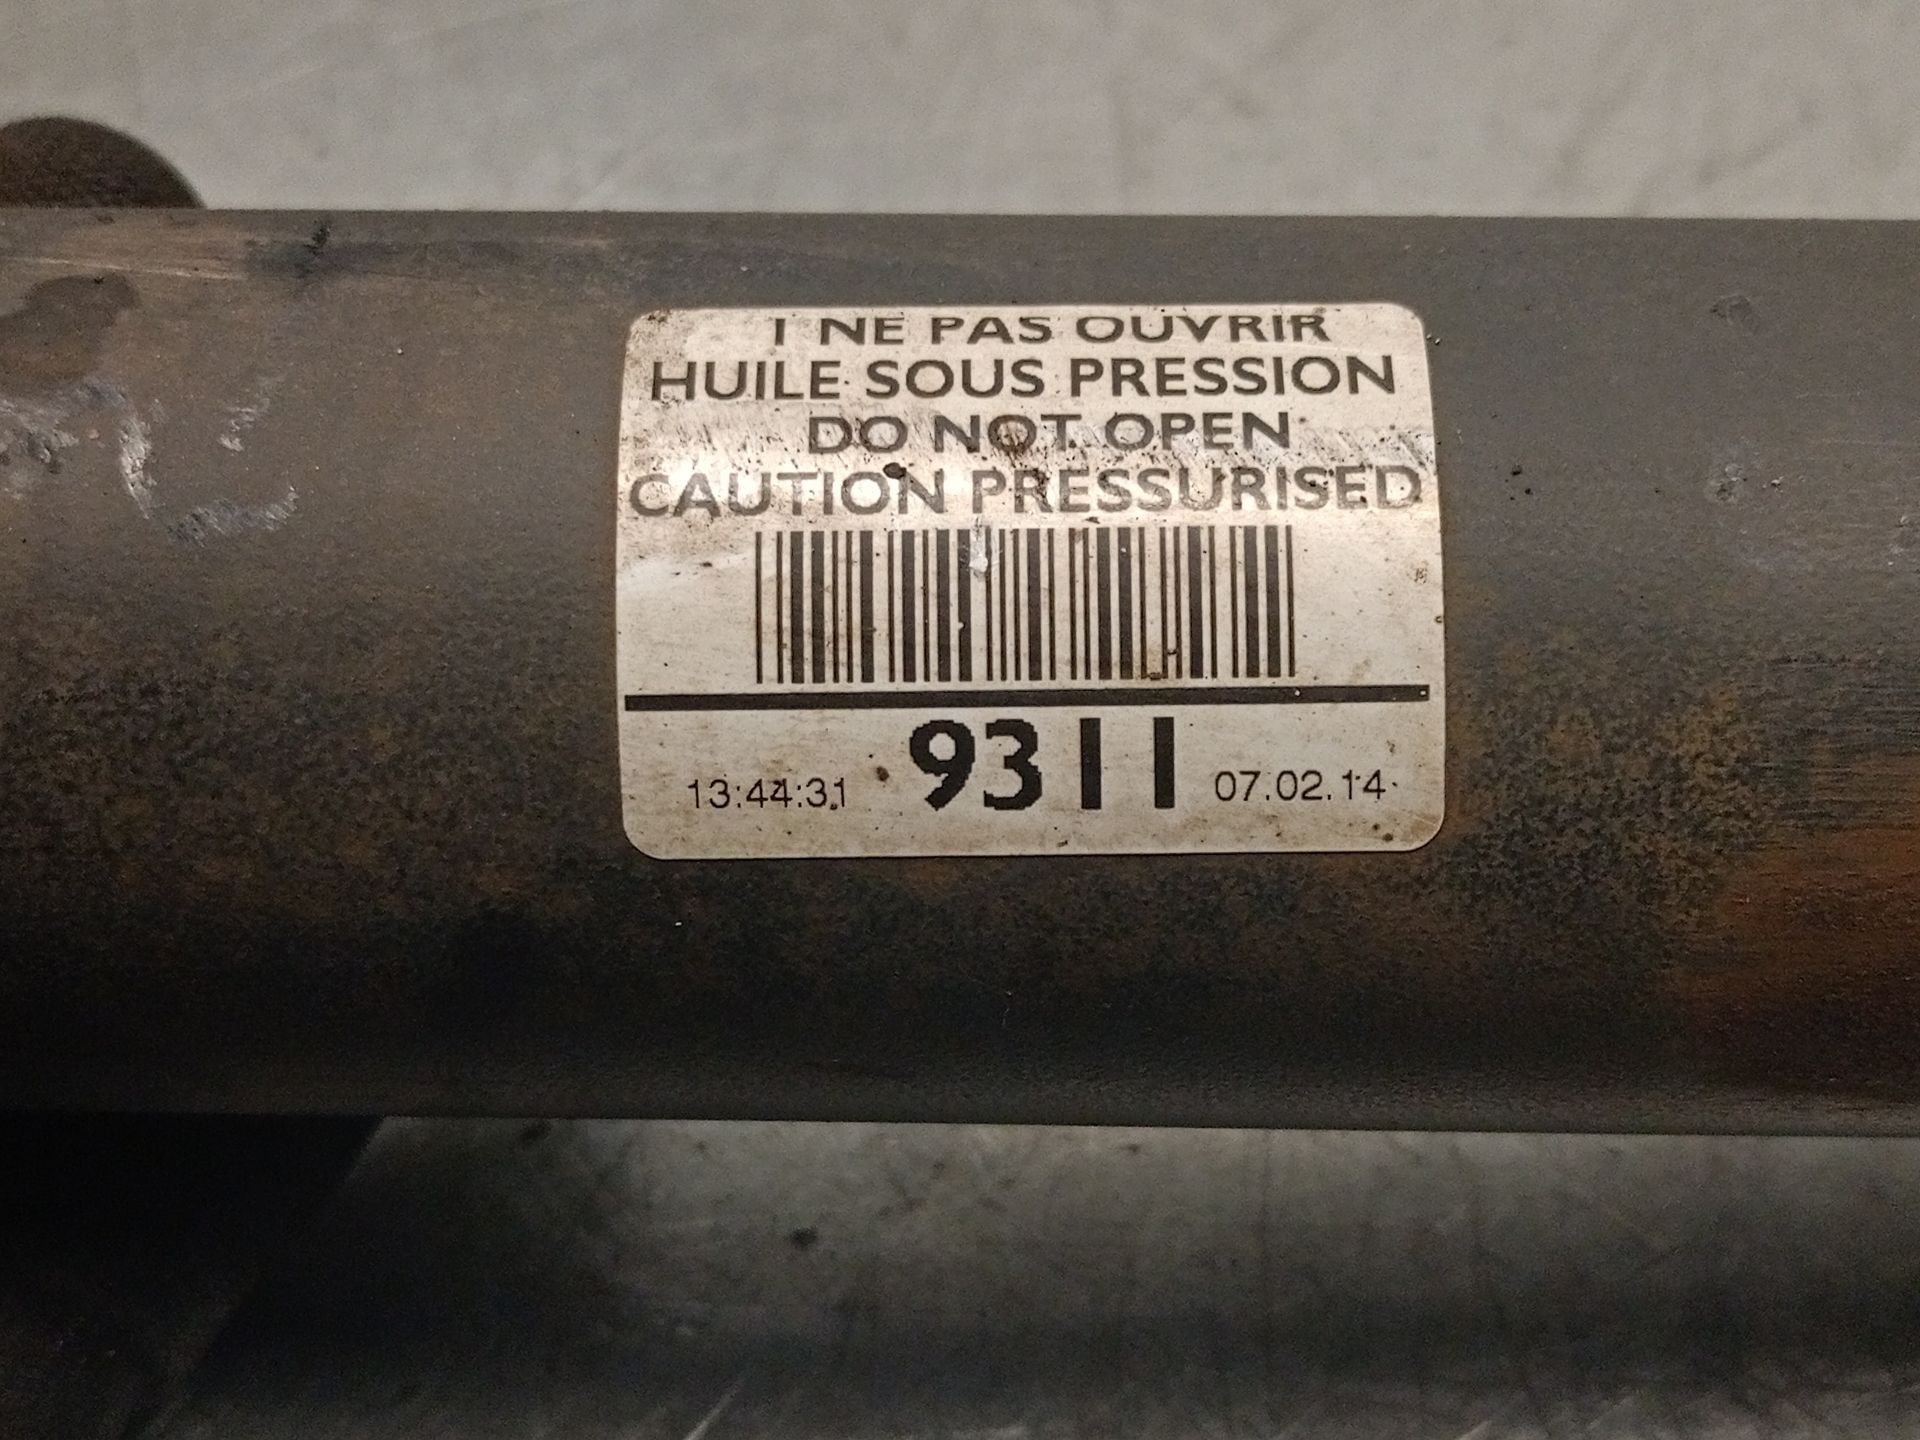 NE PAS OUVRIR
HUILE SOUS PRESSION
DO NOT OPEN
CAUTION PRESSURISED
13:44:31 9311 07.02.14